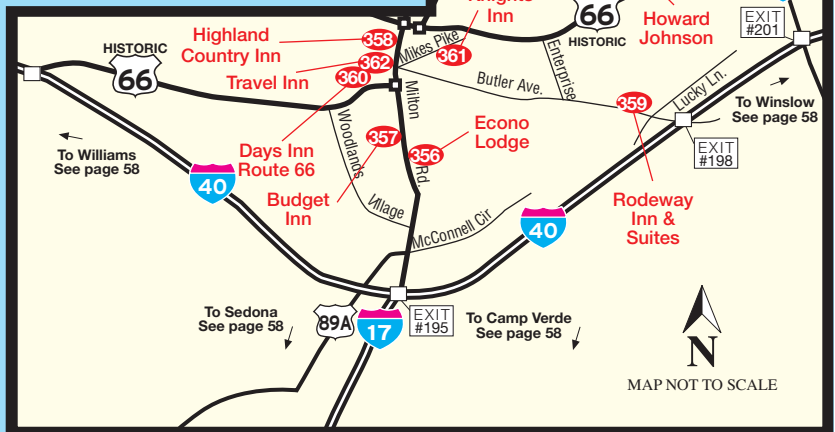 Knights
Inn
66
HISTORIC
Howard
Johnson
EXIT
#201
Highland
Country Inn
358
Mikes Pike
361
HISTORIC
66
Travel Inn
362
360
Butler Ave.
Enterprise
359
Lucky Ln.
To Winslow
See page 58
Milton
Rd
To Williams
See page 58
Days Inn
Route 66
Woodlands
Village
357
356
Econo
Lodge
EXIT
#198
40
Budget
Inn
McConnell Cir
40
Rodeway
Inn &
Suites
To Sedona
See page 58
89A
17
EXIT
#195
To Camp Verde
See page 58
N
MAP NOT TO SCALE